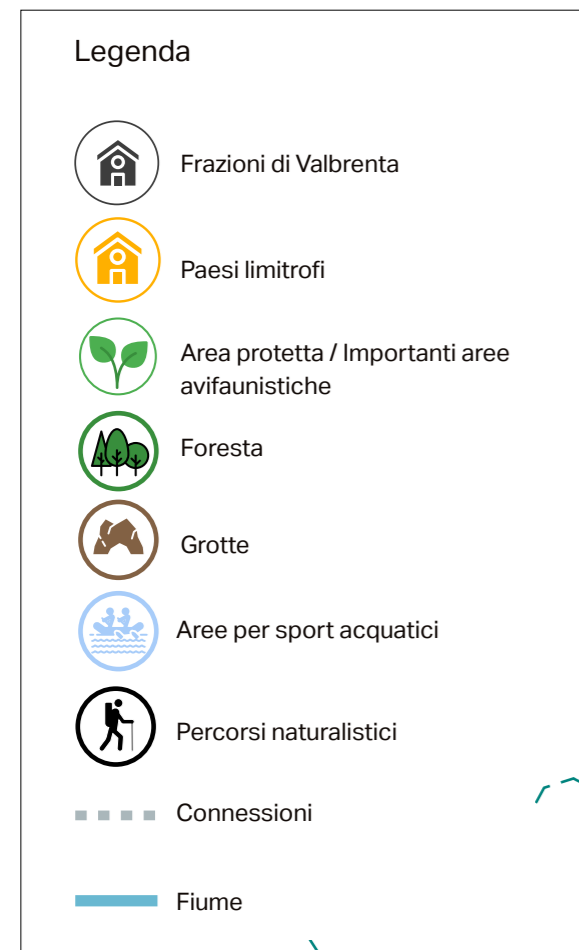 Legenda
Frazioni di Valbrenta
Paesi limitrofi
Area protetta / Importanti aree
avifaunistiche
Foresta
Grotte
Aree per sport acquatici
Percorsi naturalistici
Connessioni
Fiume